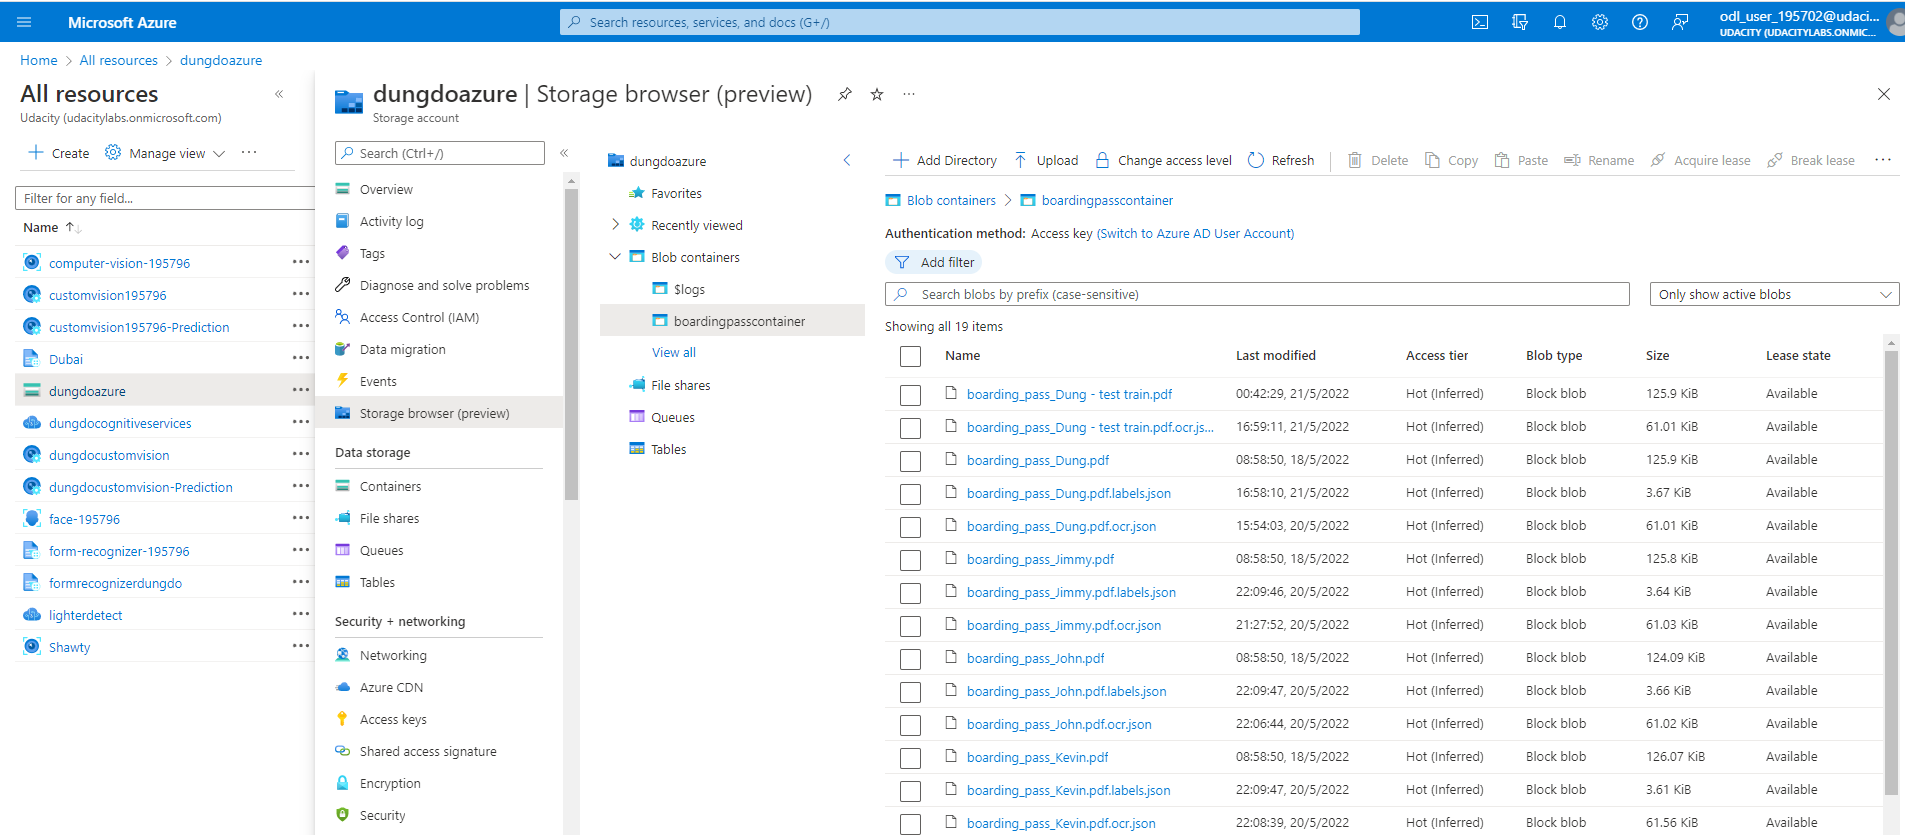 Microsoft Azure
Search resources, services, and docs (G+/)
odl_user_195702@udaci...
UDACITY (UDACITYLABS.ONMIC...
Home > All resources > dungdoazure
All resources
Udacity (udacitylabs.onmicrosoft.com)
Create Manage view
Filter for any field...
Name
computer-vision-195796
customvision195796
customvision195796-Prediction
Dubai
dungdoazure
dungdocognitiveservices
dungdocustomvision
dungdocustomvision-Prediction
face-195796
form-recognizer-195796
formrecognizerdungdo
lighterdetect
Shawty
dungdoazure | Storage browser (preview)
Storage account
Search (Ctrl+/)
Overview
Activity log
Tags
Diagnose and solve problems
Access Control (IAM)
Data migration
Events
Storage browser (preview)
Data storage
Containers
File shares
Queues
Tables
Security + networking
Networking
Azure CDN
Access keys
Shared access signature
Encryption
Security
dungdoazure
Favorites
Recently viewed
Blob containers
$logs
boardingpasscontainer
View all
File shares
Queues
Tables
Add Directory Upload Change access level Refresh Delete Copy Paste Rename Acquire lease Break lease
Blob containers > boardingpasscontainer
Authentication method: Access key (Switch to Azure AD User Account)
Add filter
Search blobs by prefix (case-sensitive)
Only show active blobs
Showing all 19 items
Name Last modified Access tier Blob type Size Lease state
boarding_pass_Dung - test train.pdf 00:42:29, 21/5/2022 Hot (Inferred) Block blob 125.9 KiB Available
boarding_pass_Dung - test train.pdf.ocr.js... 16:59:11, 21/5/2022 Hot (Inferred) Block blob 61.01 KiB Available
boarding_pass_Dung.pdf 08:58:50, 18/5/2022 Hot (Inferred) Block blob 125.9 KiB Available
boarding_pass_Dung.pdf.labels.json 16:58:10, 21/5/2022 Hot (Inferred) Block blob 3.67 KiB Available
boarding_pass_Dung.pdf.ocr.json 15:54:03, 20/5/2022 Hot (Inferred) Block blob 61.01 KiB Available
boarding_pass_Jimmy.pdf 08:58:50, 18/5/2022 Hot (Inferred) Block blob 125.8 KiB Available
boarding_pass_Jimmy.pdf.labels.json 22:09:46, 20/5/2022 Hot (Inferred) Block blob 3.64 KiB Available
boarding_pass_Jimmy.pdf.ocr.json 21:27:52, 20/5/2022 Hot (Inferred) Block blob 61.03 KiB Available
boarding_pass_John.pdf 08:58:50, 18/5/2022 Hot (Inferred) Block blob 124.09 KiB Available
boarding_pass_John.pdf.labels.json 22:09:47, 20/5/2022 Hot (Inferred) Block blob 3.66 KiB Available
boarding_pass_John.pdf.ocr.json 22:06:44, 20/5/2022 Hot (Inferred) Block blob 61.02 KiB Available
boarding_pass_Kevin.pdf 08:58:50, 18/5/2022 Hot (Inferred) Block blob 126.07 KiB Available
boarding_pass_Kevin.pdf.labels.json 22:09:47, 20/5/2022 Hot (Inferred) Block blob 3.61 KiB Available
boarding_pass_Kevin.pdf.ocr.json 22:08:39, 20/5/2022 Hot (Inferred) Block blob 61.56 KiB Available